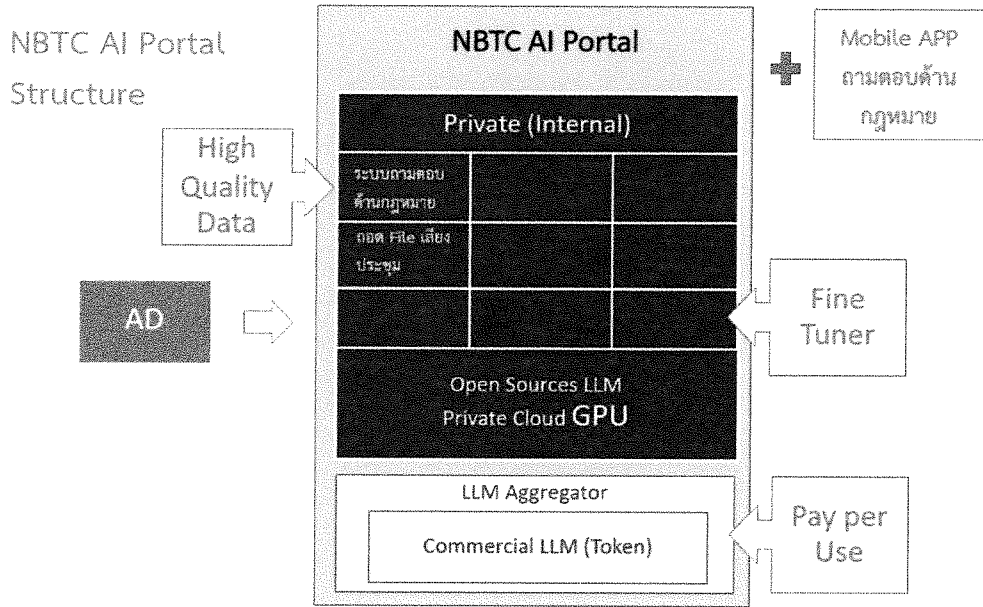 NBTC AI Portal
Structure
NBTC AI Portal
Mobile APP
ถามตอบด้าน
กฎหมาย
Private (Internal)
High
Quality
Data
ระบบถามตอบ
ด้านกฎหมาย
ถอด File เสียง
ประชุม
AD
Fine
Tuner
Open Sources LLM
Private Cloud GPU
LLM Aggregator
Commercial LLM (Token)
Pay per
Use